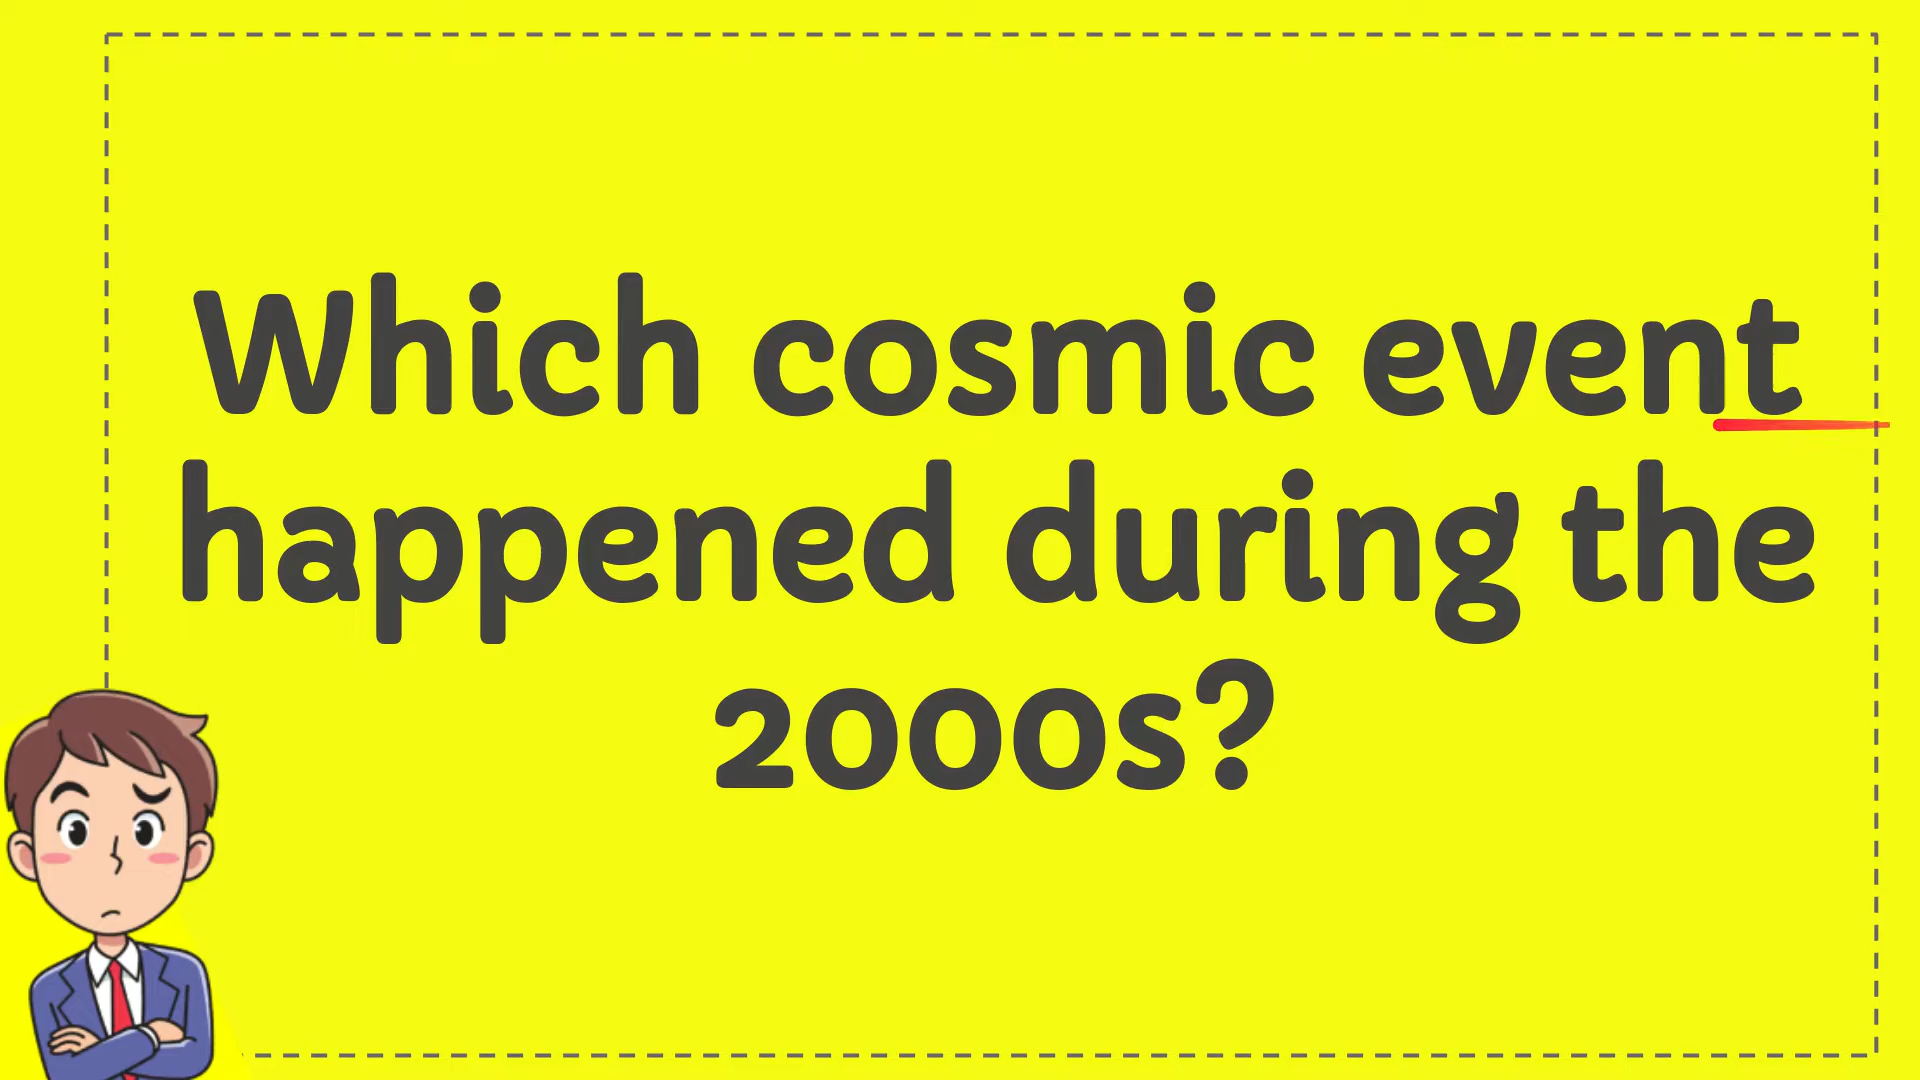 Which cosmic event
happened during the
2000s?